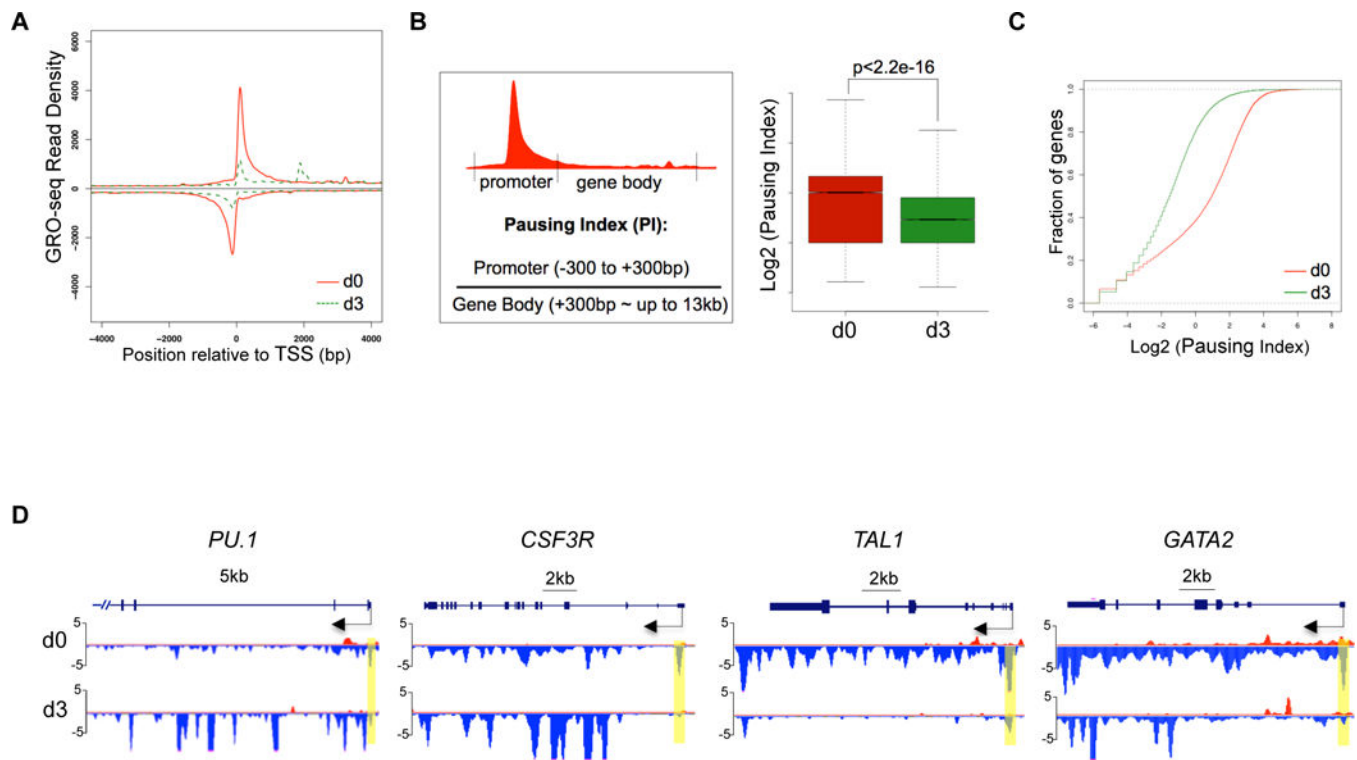 A
GRO-seq Read Density
6000
4000
2000
0
2000
4000
d0
d3
−4000
−2000
0
2000
4000
Position relative to TSS (bp)
B
promoter
gene body
Pausing Index (PI):
Promoter (-300 to +300bp)
Gene Body (+300bp ~ up to 13kb)
p<2.2e-16
Log2 (Pausing Index)
d0
d3
C
Fraction of genes
1.0
0.8
0.6
0.4
0.2
0.0
d0
d3
−6
−4
−2
0
2
4
6
8
Log2 (Pausing Index)
D
PU.1
CSF3R
TAL1
GATA2
5kb
2kb
2kb
2kb
d0
5
-5
5
-5
5
-5
5
-5
d3
5
-5
5
-5
5
-5
5
-5